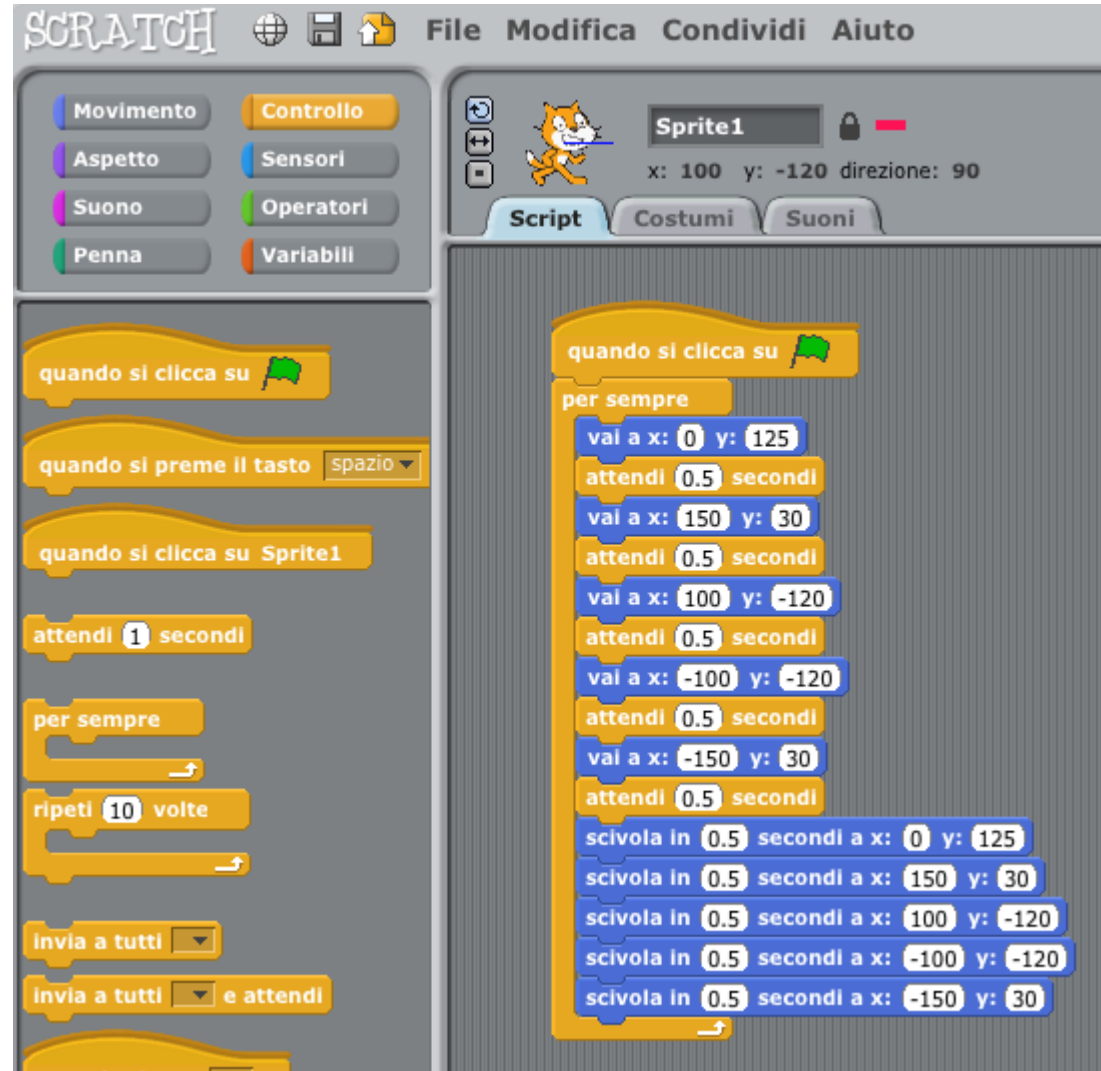 SCRATCH File Modifica Condividi Aiuto
Movimento Controllo
Aspetto Sensori
Suono Operatori
Penna Variabili
Sprite1
x: 100 y: -120 direzione: 90
Script Costumi Suoni
quando si clicca su
quando si preme il tasto spazio
quando si clicca su Sprite1
attendi 1 secondi
per sempre
ripeti 10 volte
invia a tutti
invia a tutti e attendi
quando si clicca su
per sempre
vai a x: 0 y: 125
attendi 0.5 secondi
vai a x: 150 y: 30
attendi 0.5 secondi
vai a x: 100 y: -120
attendi 0.5 secondi
vai a x: -100 y: -120
attendi 0.5 secondi
vai a x: -150 y: 30
attendi 0.5 secondi
scivola in 0.5 secondi a x: 0 y: 125
scivola in 0.5 secondi a x: 150 y: 30
scivola in 0.5 secondi a x: 100 y: -120
scivola in 0.5 secondi a x: -100 y: -120
scivola in 0.5 secondi a x: -150 y: 30